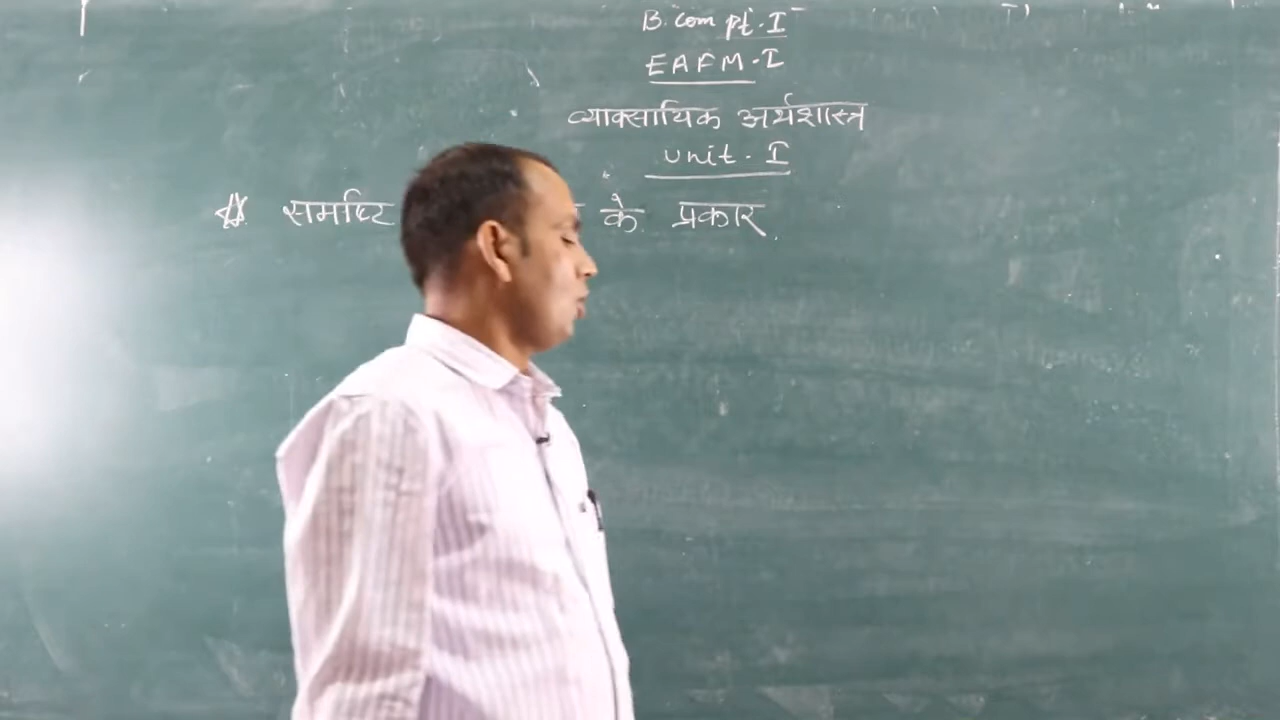 B. com pt. I
EAFM - I
व्यावसायिक अर्थशास्त्र
unit - I
# समष्टि के प्रकार.